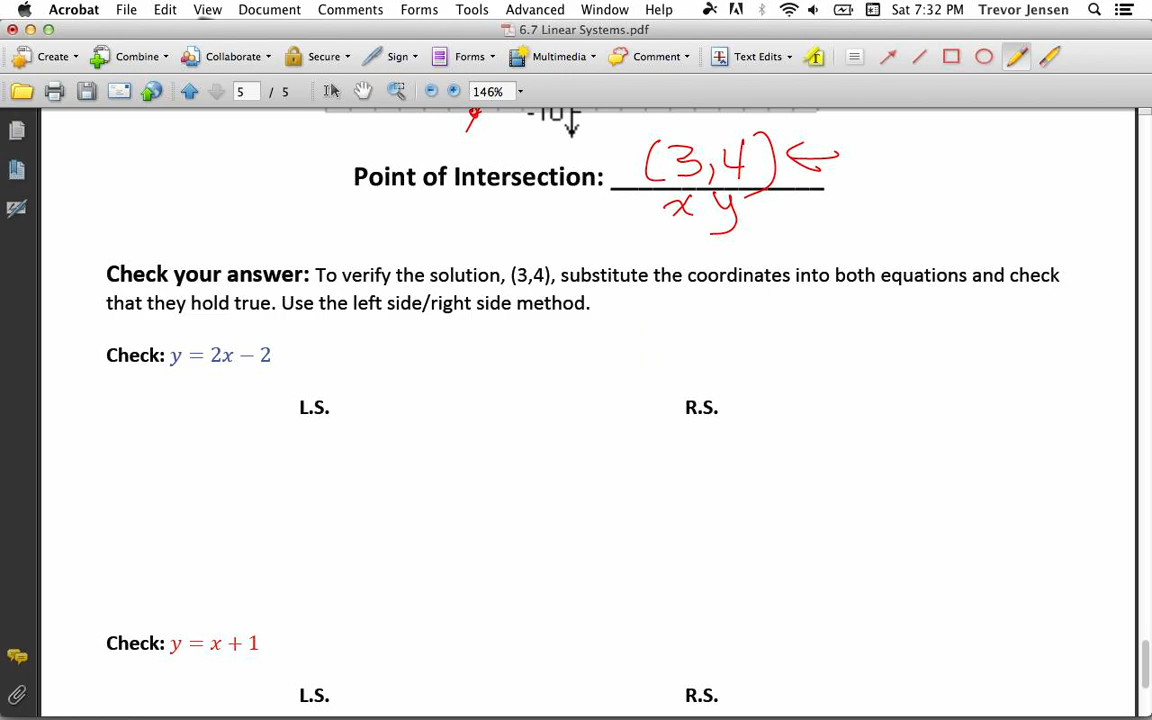 Acrobat File Edit View Document Comments Forms Tools Advanced Window Help Sat 7:32 PM Trevor Jensen
6.7 Linear Systems.pdf
Create Combine Collaborate Secure Sign Forms Multimedia Comment Text Edits T
5 / 5 146%
-10
Point of Intersection: (3,4)
x y
Check your answer: To verify the solution, (3,4), substitute the coordinates into both equations and check
that they hold true. Use the left side/right side method.
Check: y = 2x − 2
L.S. R.S.
Check: y = x + 1
L.S. R.S.